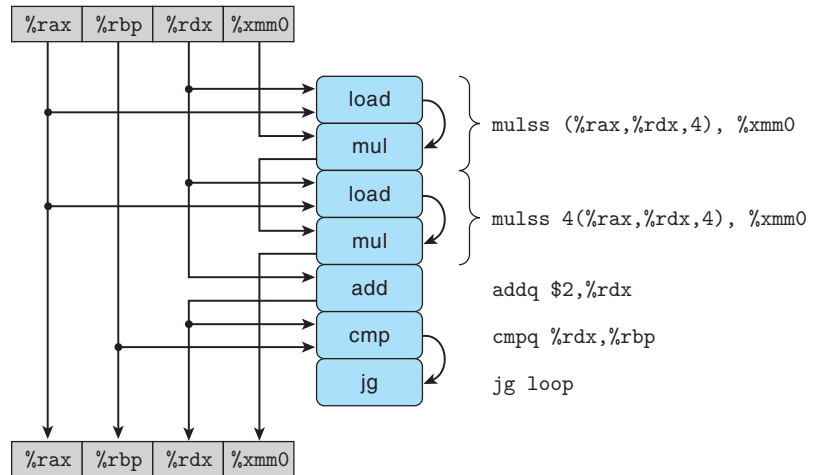 %rax %rbp %rdx %xmm0
load
mulss (%rax,%rdx,4), %xmm0
mul
load
mulss 4(%rax,%rdx,4), %xmm0
mul
add addq $2,%rdx
cmp cmpq %rdx,%rbp
jg jg loop
%rax %rbp %rdx %xmm0